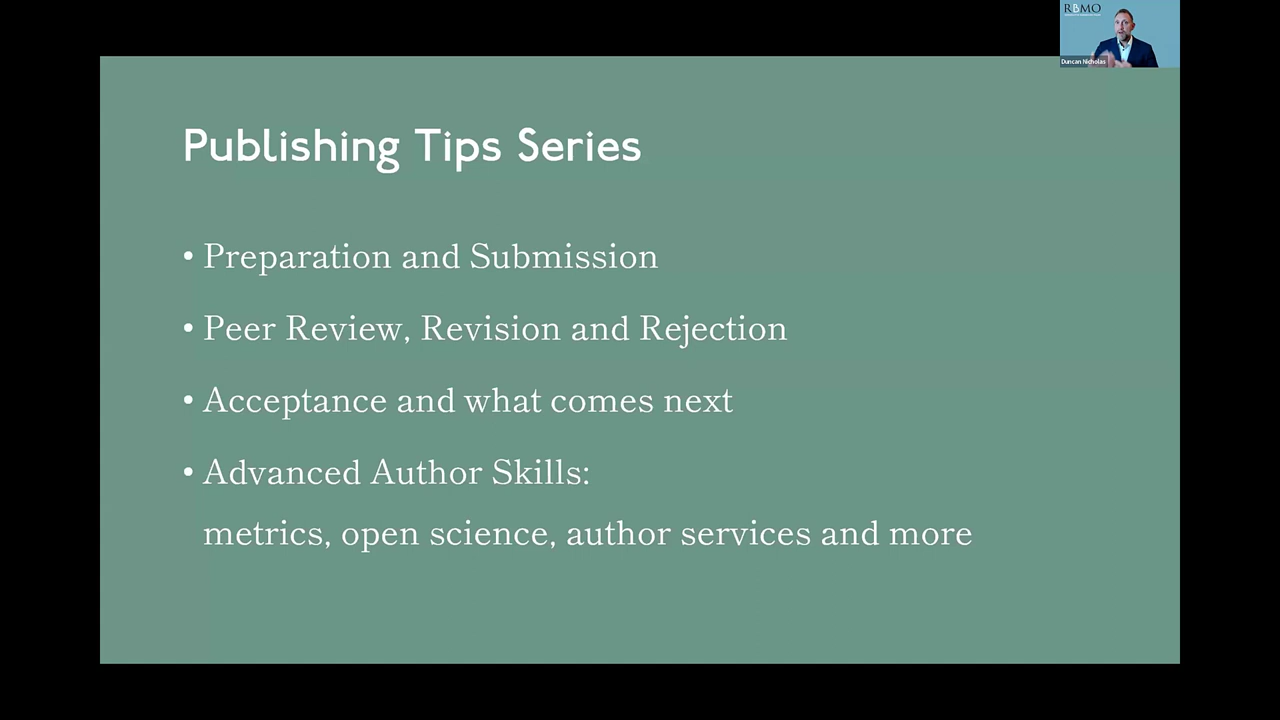 RBMO
Duncan Nicholas
Publishing Tips Series
• Preparation and Submission
• Peer Review, Revision and Rejection
• Acceptance and what comes next
• Advanced Author Skills:
metrics, open science, author services and more